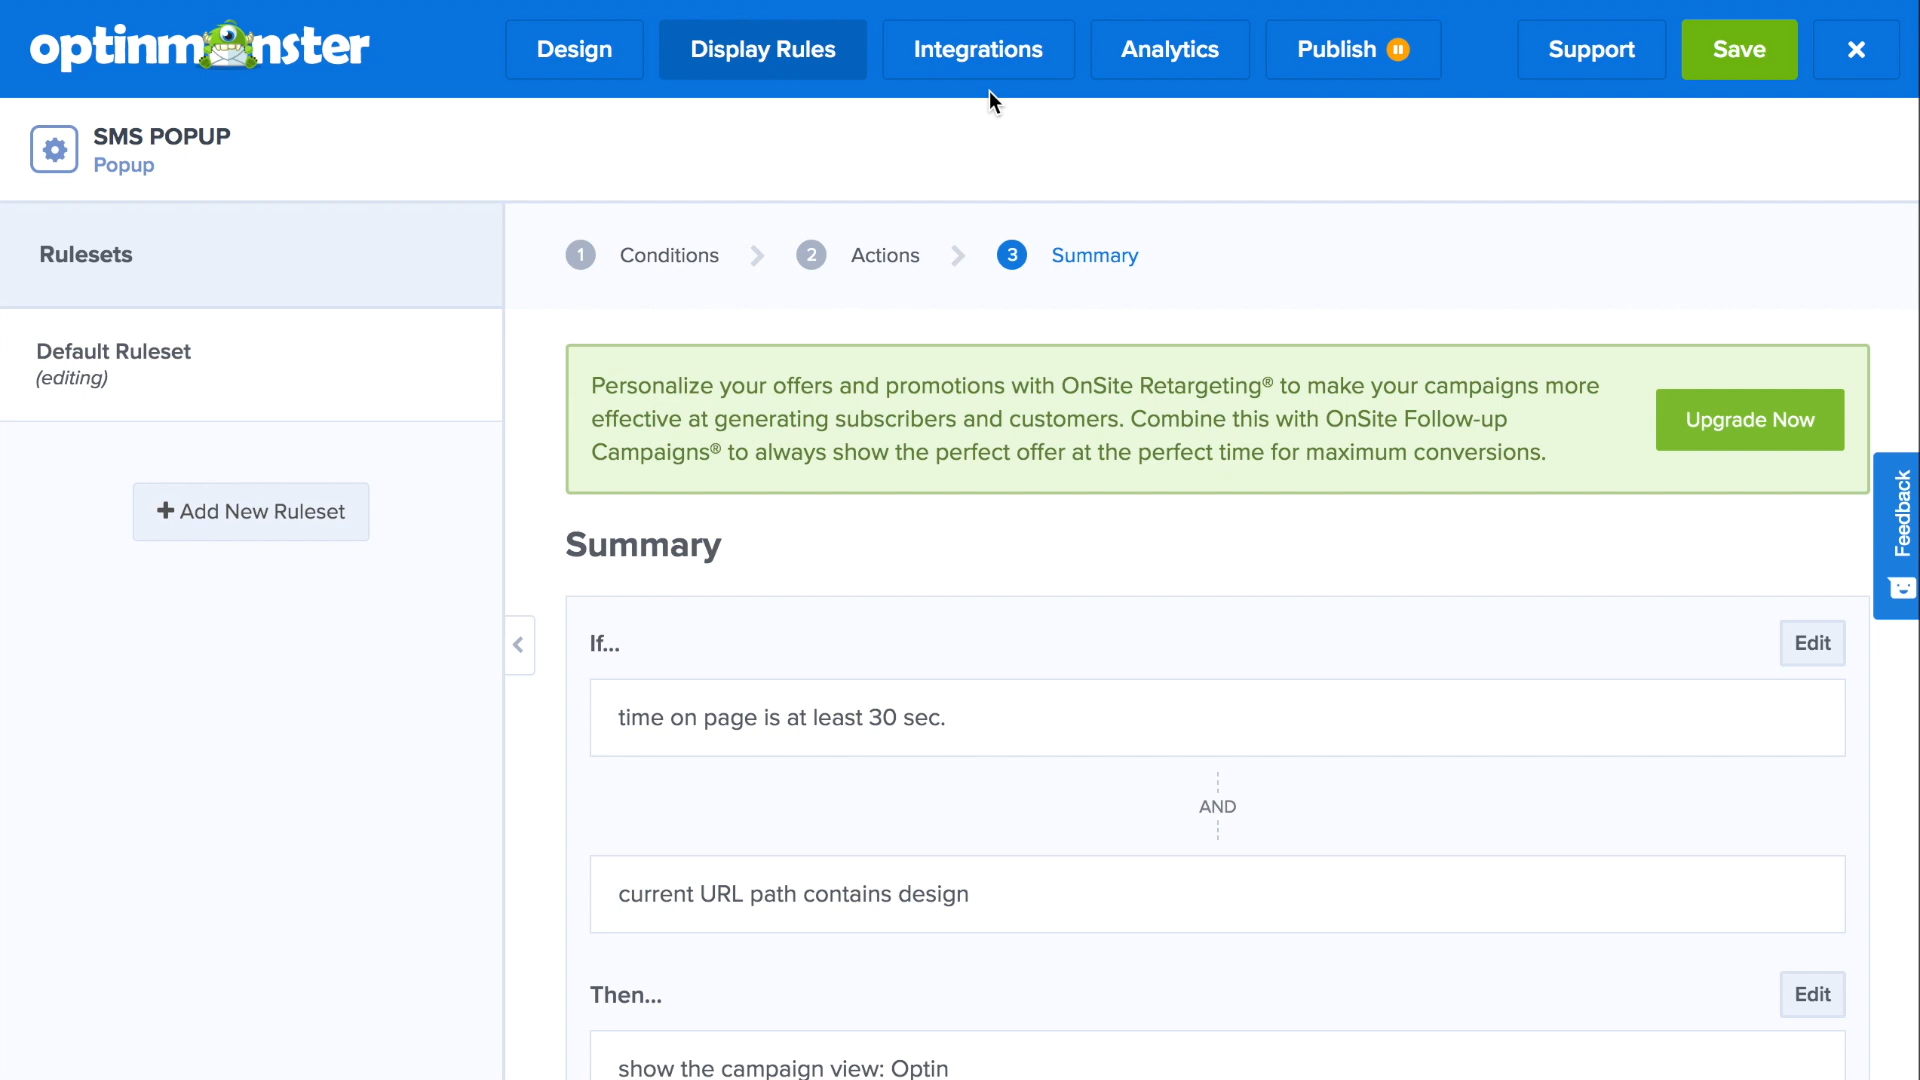 optinmonster
Design
Display Rules
Integrations
Analytics
Publish
Support
Save
SMS POPUP
Popup
Rulesets
1 Conditions
2 Actions
3 Summary
Default Ruleset
(editing)
Personalize your offers and promotions with OnSite Retargeting® to make your campaigns more
effective at generating subscribers and customers. Combine this with OnSite Follow-up
Campaigns® to always show the perfect offer at the perfect time for maximum conversions.
Upgrade Now
+ Add New Ruleset
Feedback
Summary
If...
Edit
time on page is at least 30 sec.
AND
current URL path contains design
Then...
Edit
show the campaign view: Optin